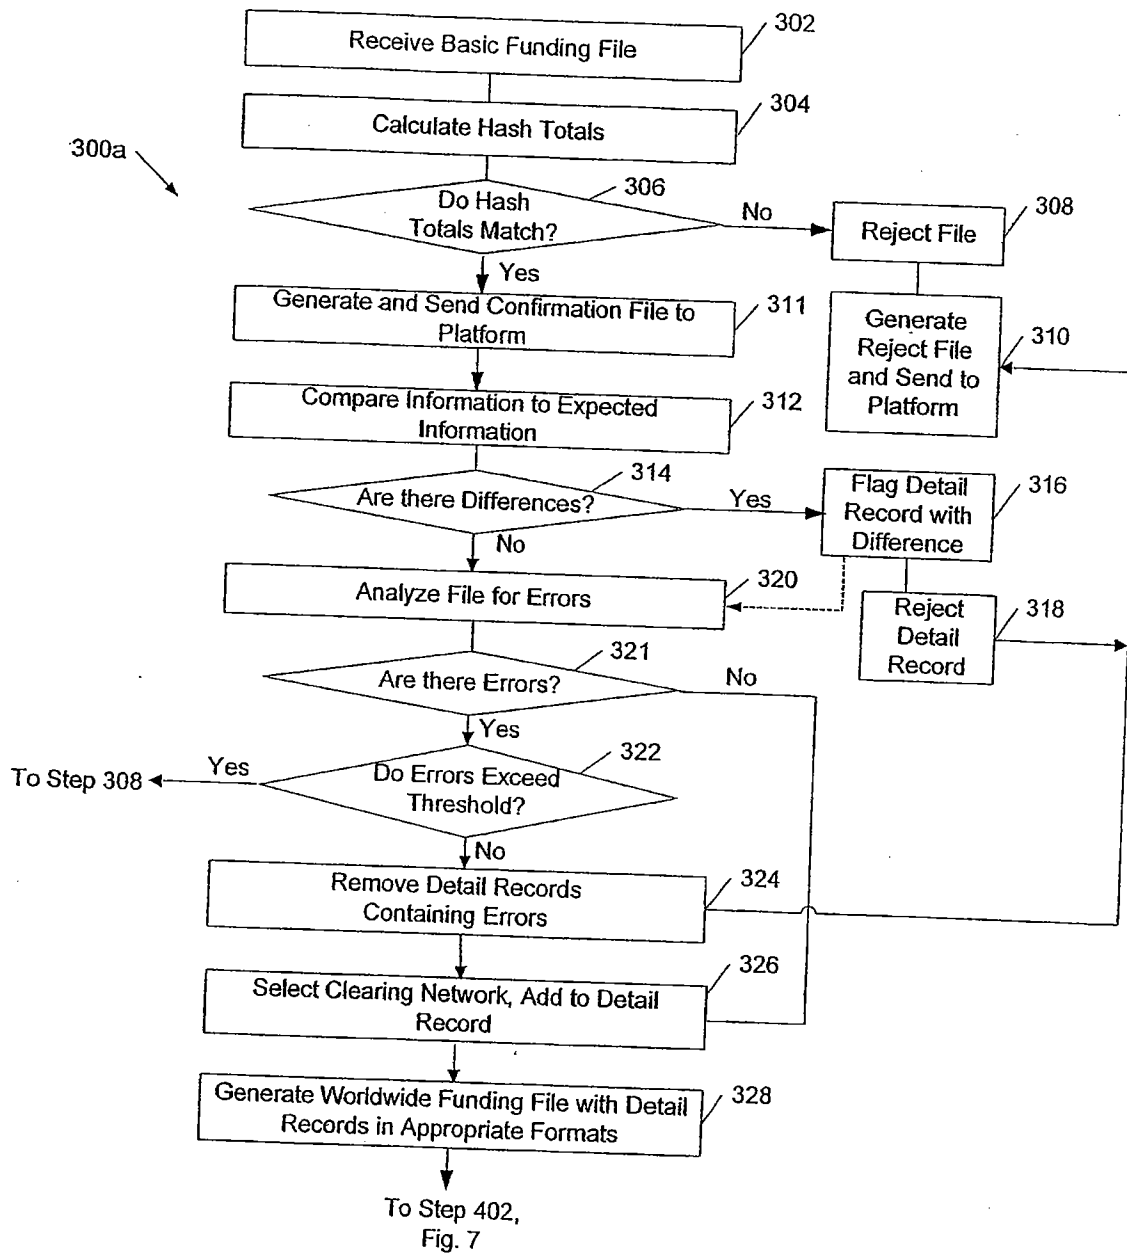 302
Receive Basic Funding File
304
Calculate Hash Totals
300a
306
Do Hash
Totals Match?
No
308
Reject File
Yes
311
Generate and Send Confirmation File to
Platform
310
Generate
Reject File
and Send to
Platform
312
Compare Information to Expected
Information
314
Are there Differences?
Yes
316
Flag Detail
Record with
Difference
No
320
Analyze File for Errors
318
Reject
Detail
Record
321
Are there Errors?
No
Yes
322
Do Errors Exceed
Threshold?
Yes
To Step 308
No
324
Remove Detail Records
Containing Errors
326
Select Clearing Network, Add to Detail
Record
328
Generate Worldwide Funding File with Detail
Records in Appropriate Formats
To Step 402,
Fig. 7